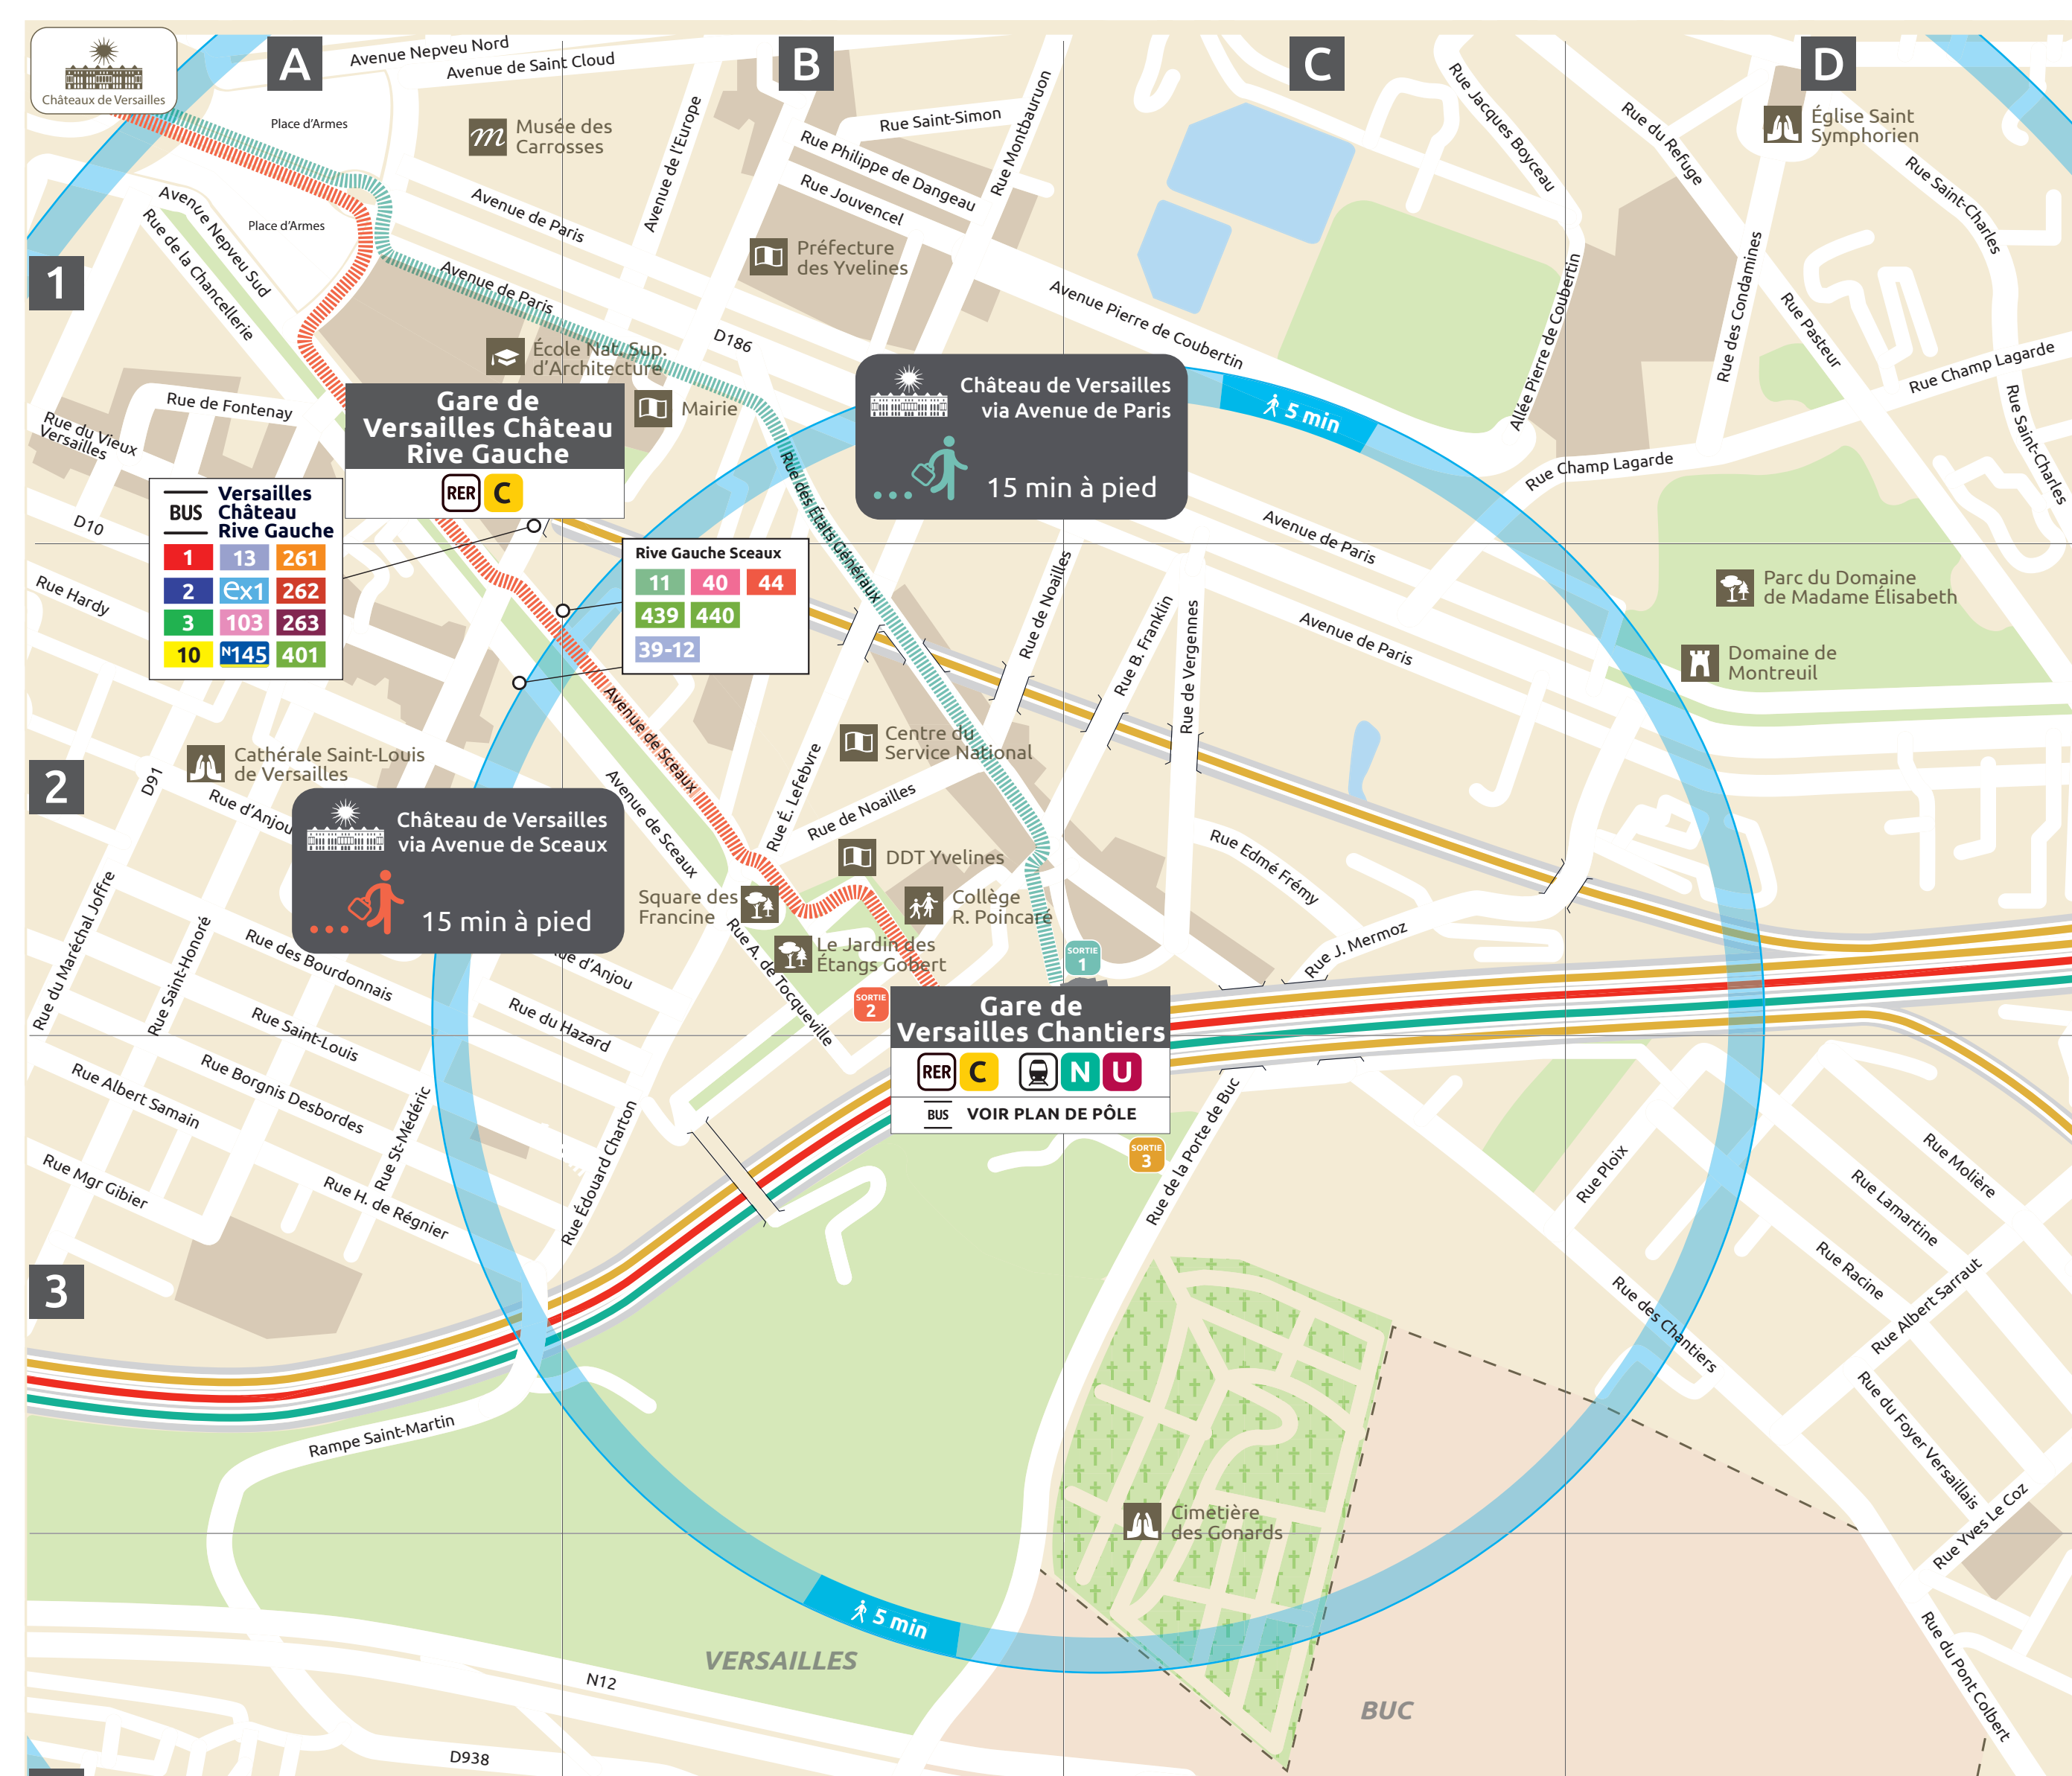 Châteaux de Versailles
A
B
C
D
Avenue Nepveu Nord
Avenue de Saint Cloud
Place d'Armes
Musée des
Carrosses
Avenue de l'Europe
Rue Saint-Simon
Rue Montbauruon
Rue Philippe de Dangeau
Rue Jouvencel
Rue Jacques Boyceau
Rue du Refuge
Église Saint
Symphorien
Rue Saint-Charles
Avenue Nepveu Sud
Rue de la Chancellerie
Place d'Armes
Avenue de Paris
Préfecture
des Yvelines
1
Avenue de Paris
Avenue Pierre de Coubertin
Allée Pierre de Coubertin
Rue des Condamines
Rue Pasteur
D186
École Nat. Sup.
d'Architecture
Mairie
Rue Champ Lagarde
Rue Saint-Charles
Rue de Fontenay
Rue du Vieux
Versailles
Gare de
Versailles Château
Rive Gauche
RER C
Château de Versailles
via Avenue de Paris
15 min à pied
5 min
Rue Champ Lagarde
Rue des États Généraux
Versailles
BUS Château
Rive Gauche
1 13 261
2 ex1 262
3 103 263
10 N145 401
D10
Rue Hardy
Rive Gauche Sceaux
11 40 44
439 440
39-12
Avenue de Paris
Avenue de Paris
Rue de Noailles
Rue B. Franklin
Rue de Vergennes
Parc du Domaine
de Madame Élisabeth
Domaine de
Montreuil
2
Cathérale Saint-Louis
de Versailles
D91
Rue d'Anjou
Avenue de Sceaux
Avenue de Sceaux
Rue É. Lefebvre
Centre du
Service National
Rue de Noailles
Château de Versailles
via Avenue de Sceaux
15 min à pied
DDT Yvelines
Rue Edmé Frémy
Square des
Francine
Collège
R. Poincaré
Rue du Maréchal Joffre
Rue Saint-Honoré
Rue des Bourdonnais
ue d'Anjou
Rue A. de Tocqueville
Le Jardin des
Étangs Gobert
SORTIE
1
Rue J. Mermoz
SORTIE
2
Gare de
Versailles Chantiers
RER C N U
BUS VOIR PLAN DE PÔLE
Rue Saint-Louis
Rue du Hazard
Rue Albert Samain
Rue Borgnis Desbordes
Rue St-Médéric
Rue Édouard Charton
Rue Mgr Gibier
Rue H. de Régnier
SORTIE
3
Rue de la Porte de Buc
Rue Ploix
Rue Molière
Rue Lamartine
Rue Racine
Rue Albert Sarraut
3
Rue des Chantiers
Rampe Saint-Martin
Rue du Foyer Versaillais
Rue Yves Le Coz
Cimetière
des Gonards
5 min
VERSAILLES
N12
BUC
Rue du Pont Colbert
D938